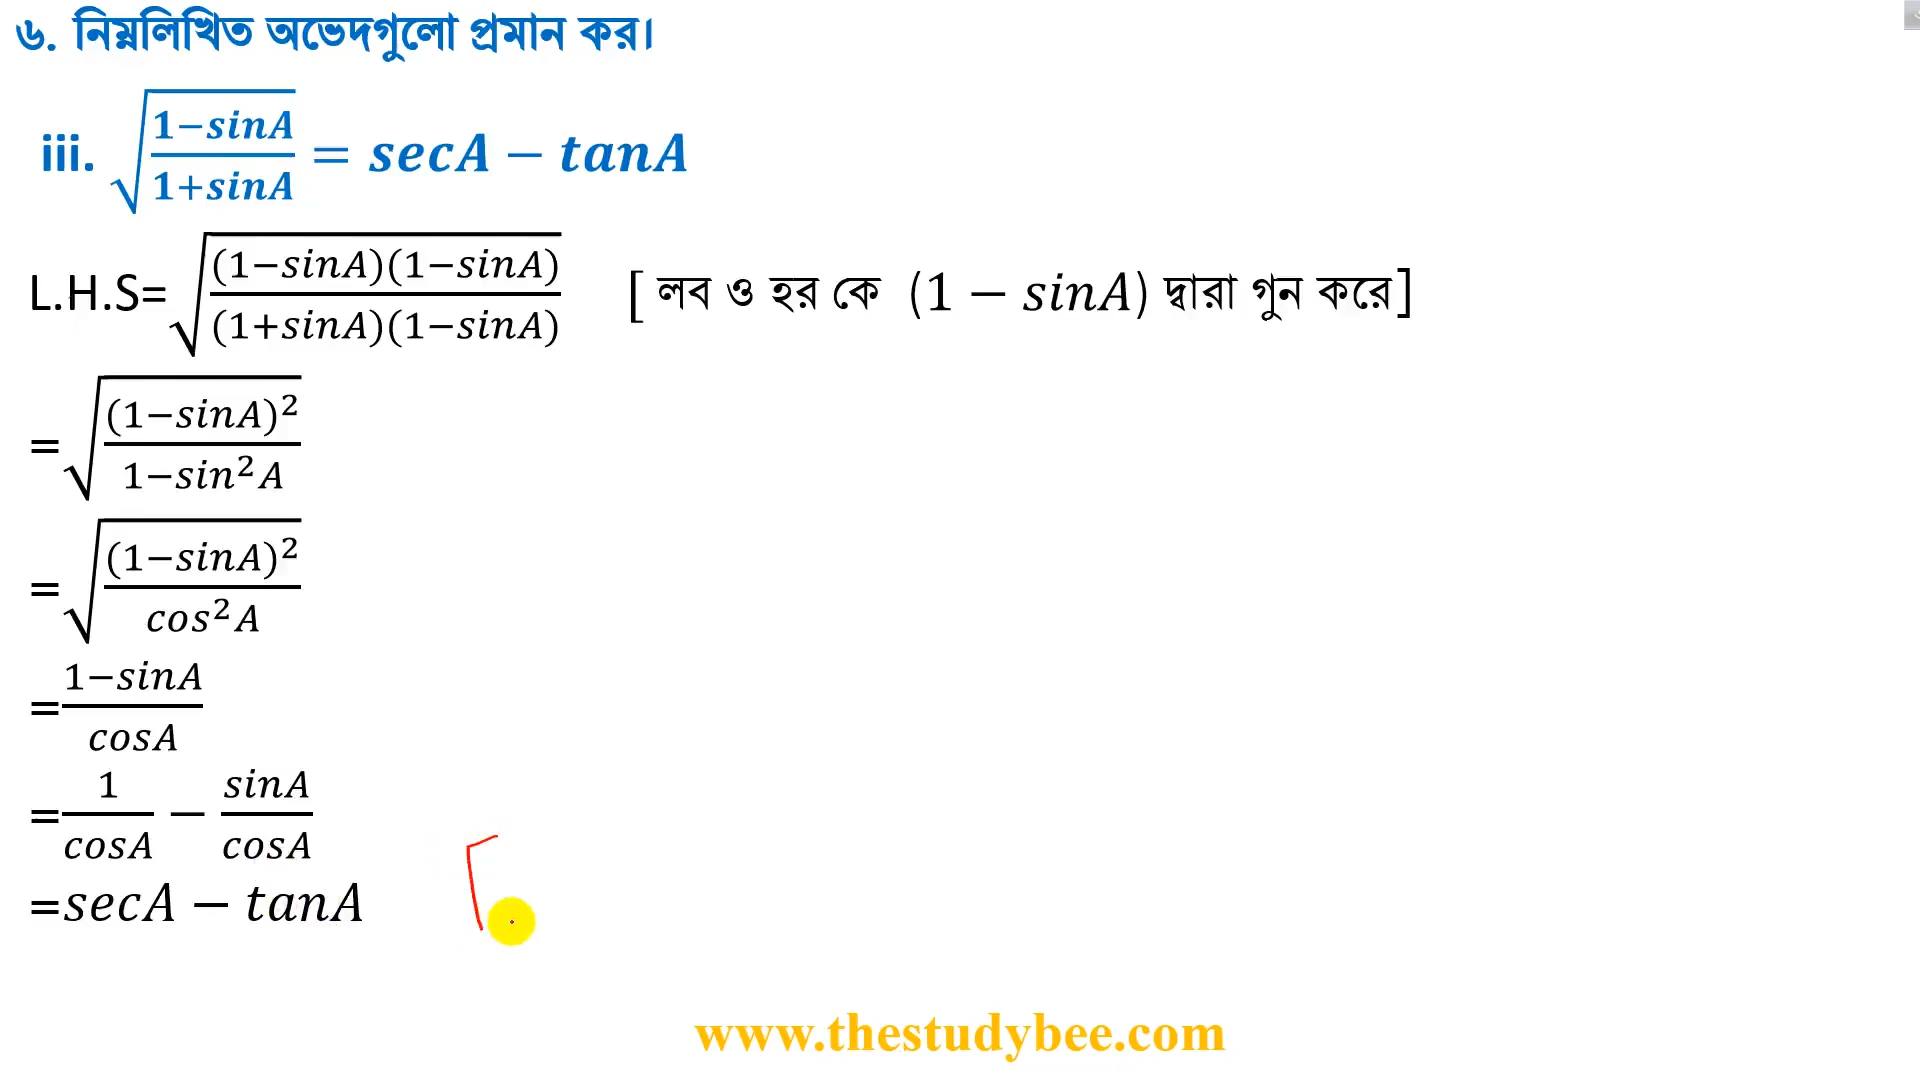 ৬. নিম্নলিখিত অভেদগুলো প্রমান কর।
iii. √((1−sinA)/(1+sinA)) = secA − tanA
L.H.S=√(((1−sinA)(1−sinA))/((1+sinA)(1−sinA))) [ লব ও হর কে (1 − sinA) দ্বারা গুন করে]
=√((1−sinA)²/(1−sin²A))
=√((1−sinA)²/(cos²A))
=(1−sinA)/(cosA)
=1/cosA − sinA/cosA
=secA − tanA
www.thestudybee.com